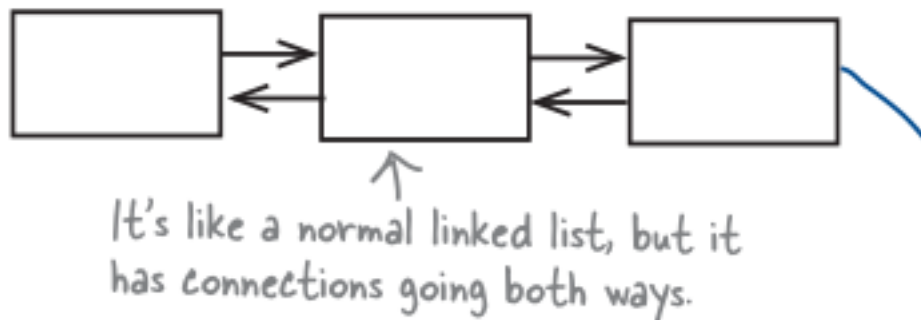 It's like a normal linked list, but it
has connections going both ways.